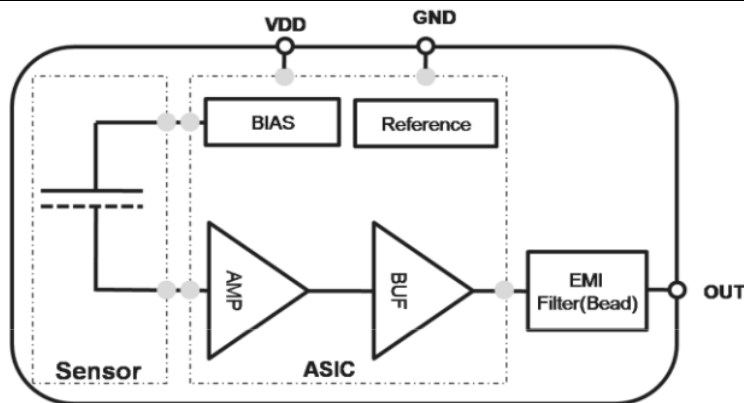 VDD
GND
BIAS
Reference
AMP
BUF
EMI
Filter(Bead)
OUT
Sensor
ASIC